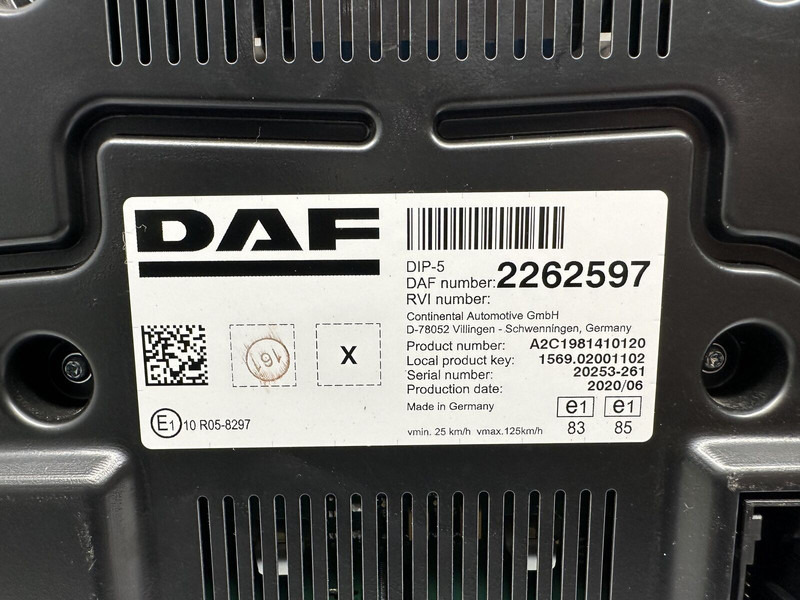 DAF
DIP-5
DAF number: 2262597
RVI number:
Continental Automotive GmbH
D-78052 Villingen - Schwenningen, Germany
Product number: A2C1981410120
Local product key: 1569.02001102
Serial number: 20253-261
Production date: 2020/06
Made in Germany
161
X
e1 e1
83 85
E1 10 R05-8297
vmin. 25 km/h vmax.125km/h